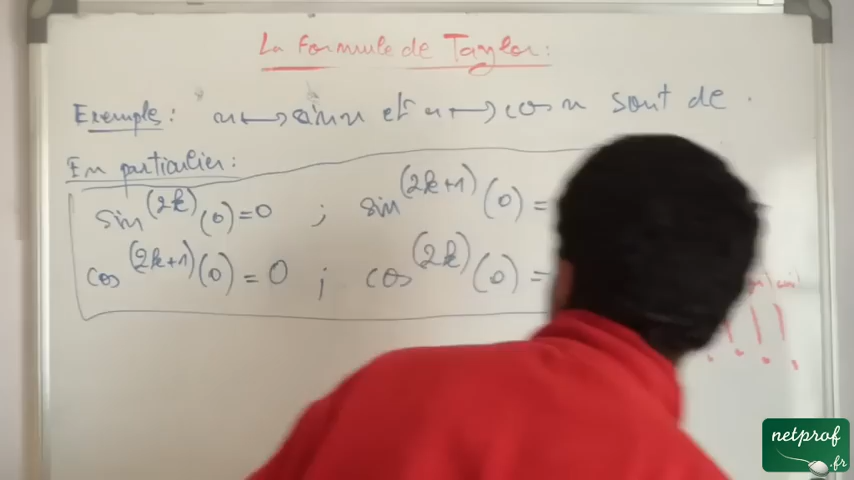 La formule de Taylor:
Exemple: x ↦ sin x et x ↦ cos x sont de
En particulier:
sin^(2k)(0)=0 ; sin^(2k+1)(0)=
cos^(2k+1)(0)=0 ; cos^(2k)(0)=
! ! !
netprof
.fr